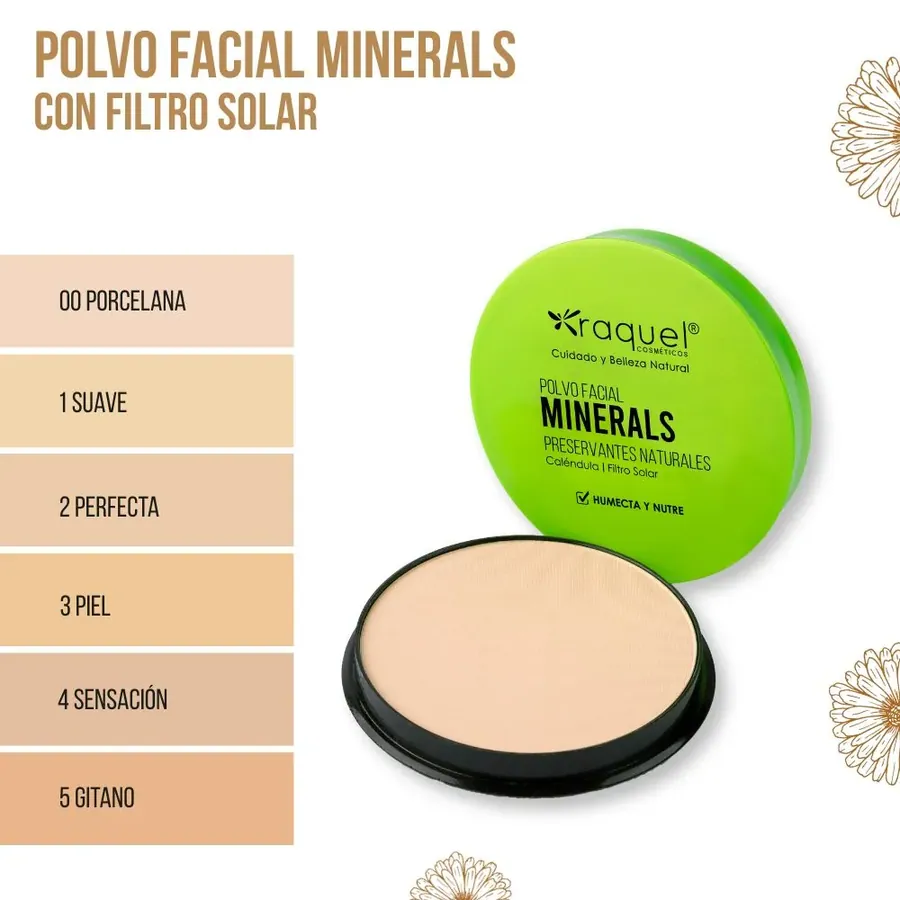 POLVO FACIAL MINERALS
CON FILTRO SOLAR
00 PORCELANA
1 SUAVE
2 PERFECTA
3 PIEL
4 SENSACIÓN
5 GITANO
raquel®
COSMÉTICOS
Cuidado y Belleza Natural
POLVO FACIAL
MINERALS
PRESERVANTES NATURALES
Caléndula | Filtro Solar
HUMECTA Y NUTRE